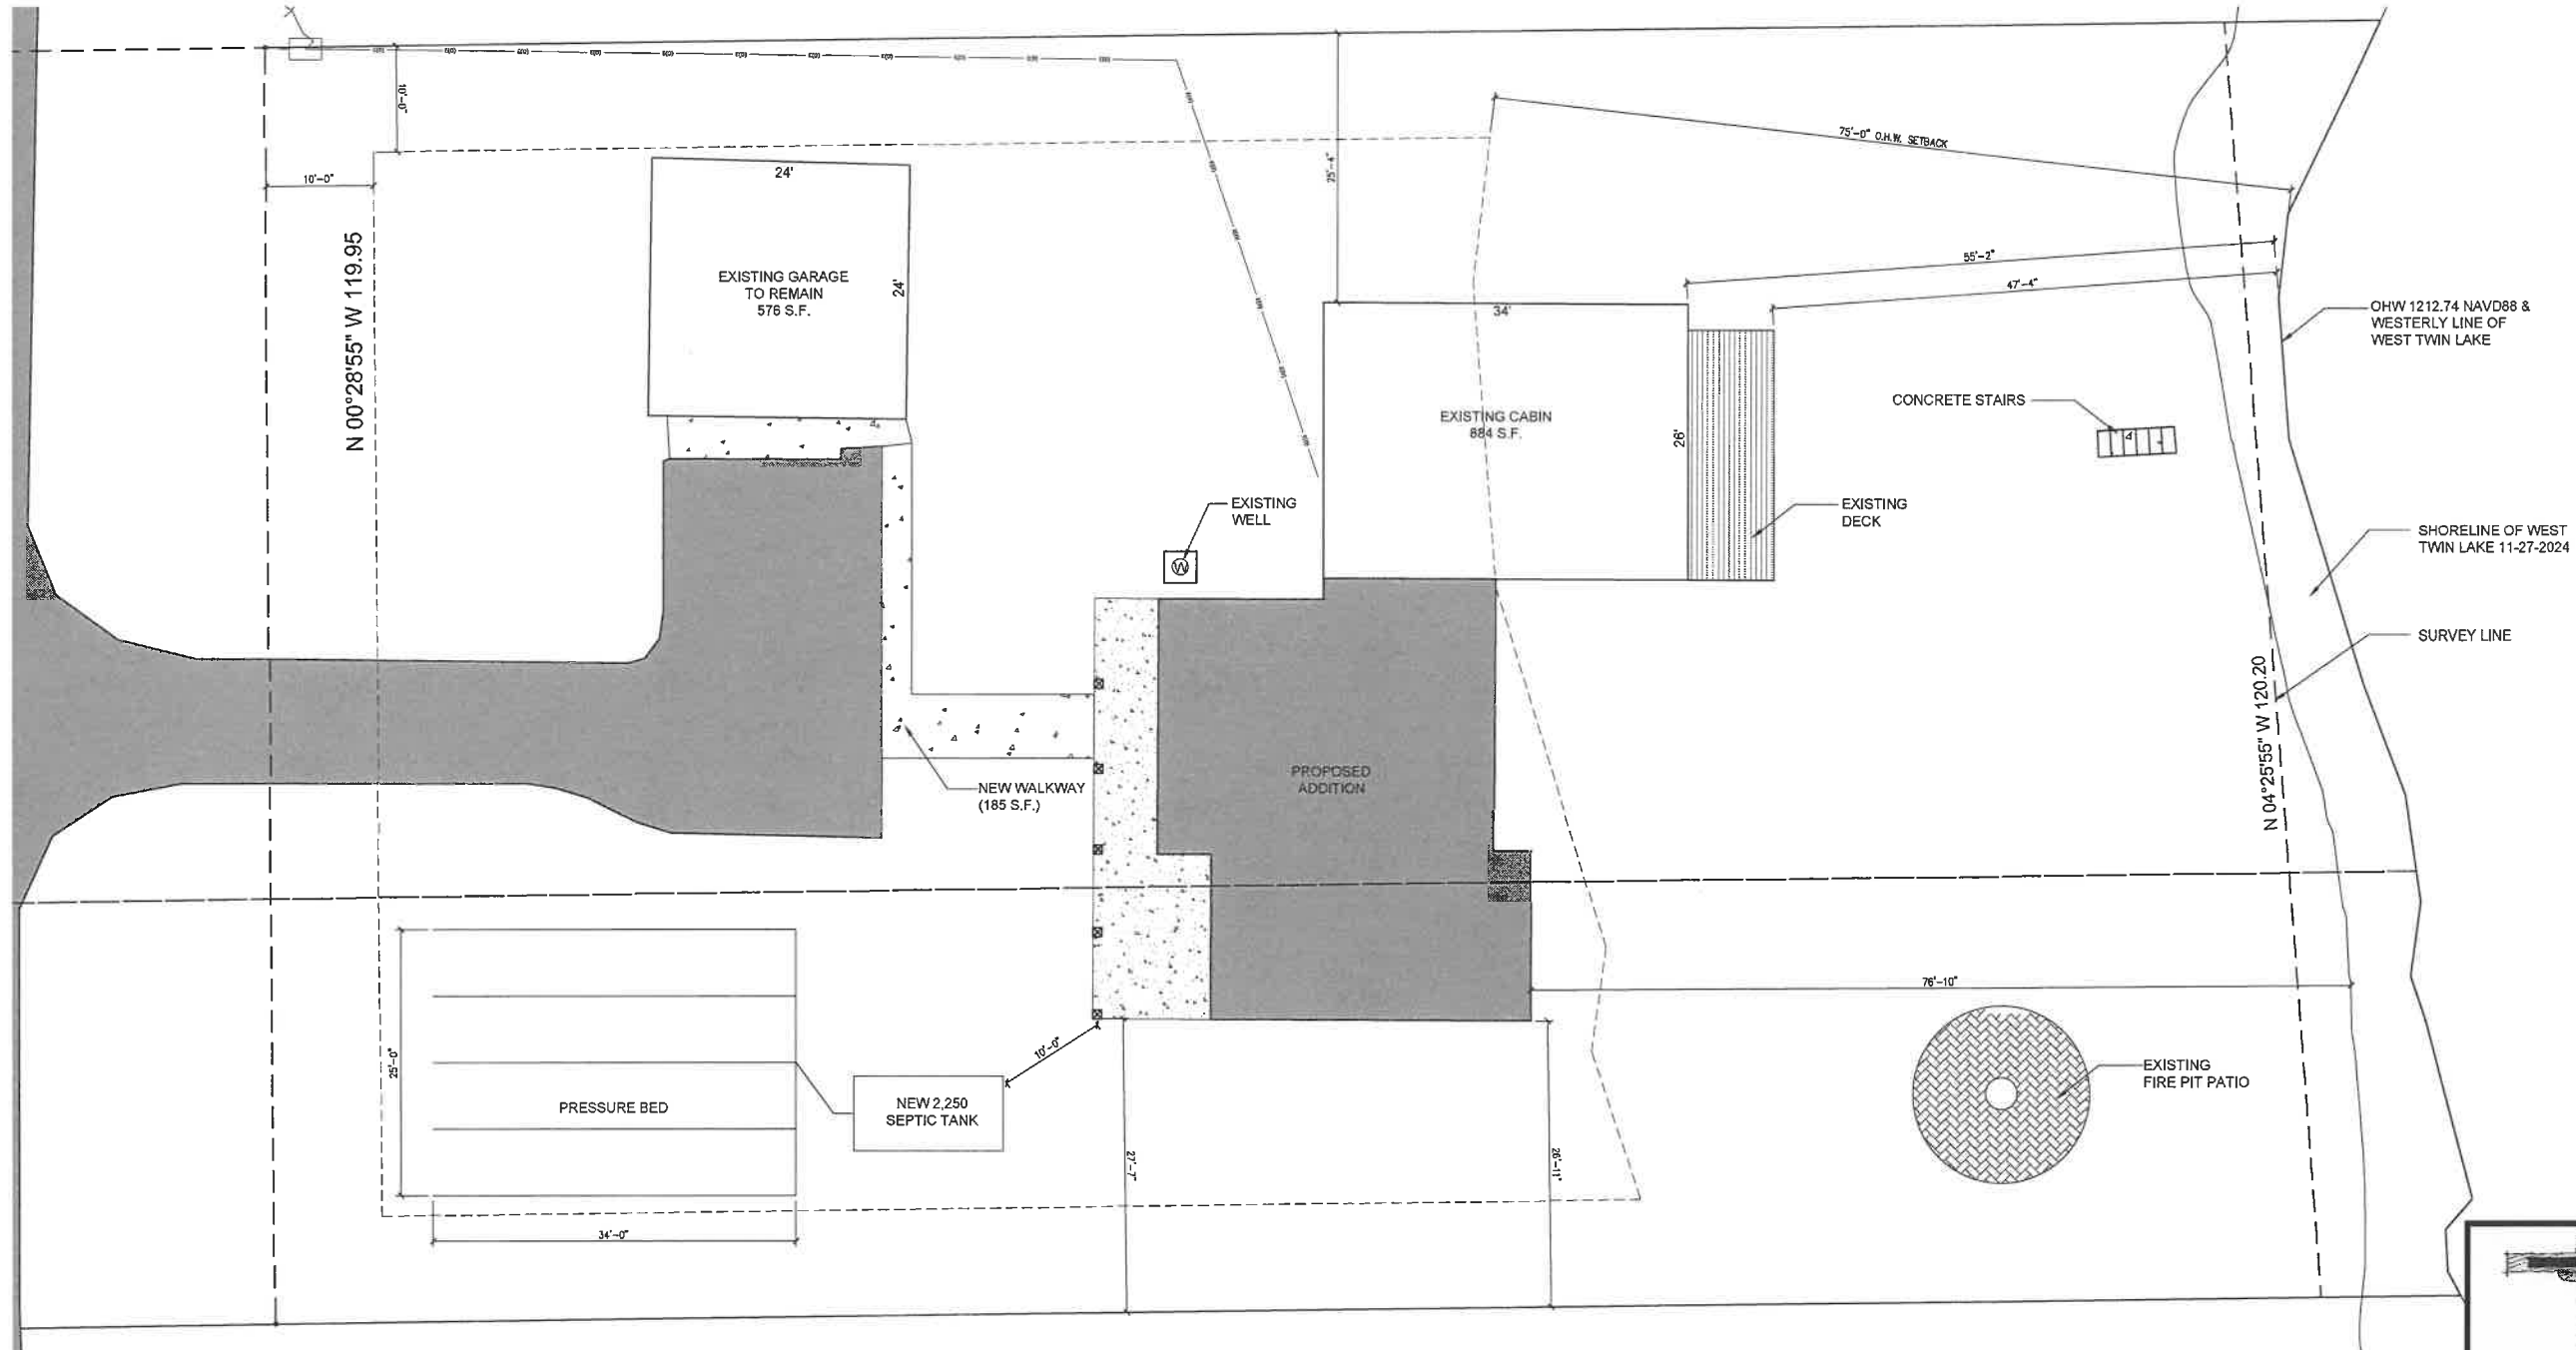 10'-0"
10'-0"
N 00°28'55" W 119.95
24'
24'
EXISTING GARAGE
TO REMAIN
576 S.F.
25'-4"
75'-0" O.H.W. SETBACK
55'-2"
47'-4"
34'
26'
EXISTING CABIN
884 S.F.
OHW 1212.74 NAVD88 &
WESTERLY LINE OF
WEST TWIN LAKE
CONCRETE STAIRS
EXISTING
WELL
W
EXISTING
DECK
SHORELINE OF WEST
TWIN LAKE 11-27-2024
SURVEY LINE
N 04°25'55" W 120.20
NEW WALKWAY
(185 S.F.)
PROPOSED
ADDITION
76'-10"
25'-0"
PRESSURE BED
34'-0"
NEW 2,250
SEPTIC TANK
10'-0"
27'-7"
26'-11"
EXISTING
FIRE PIT PATIO